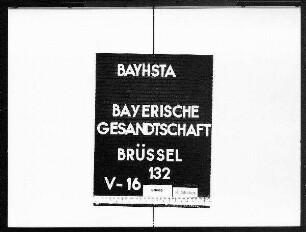 BAYHSTA
BAYERISCHE
GESANDTSCHAFT
BRÜSSEL
132
V-16